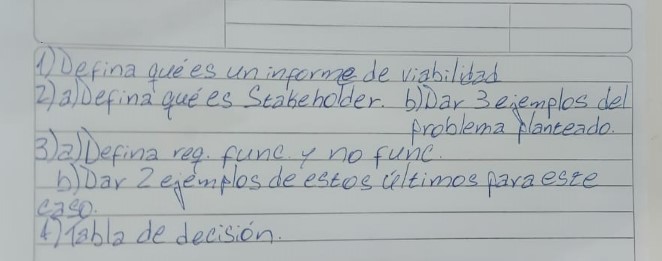 1) Defina qué es un informe de viabilidad
2) a) Defina qué es Stakeholder. b) Dar 3 ejemplos del
problema planteado.
3) a) Defina req. func. y no func.
b) Dar 2 ejemplos de estos últimos para este
caso.
4) Tabla de decisión.